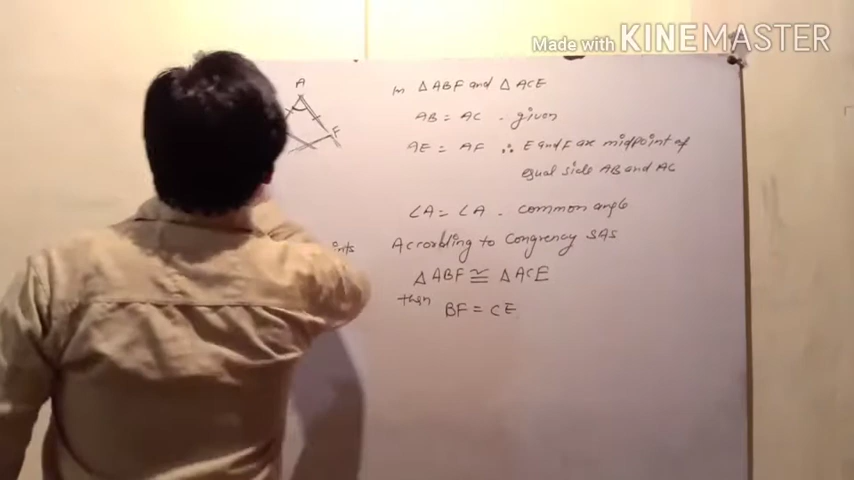 Made with KINEMASTER
A
F
In △ABF and △ACE
AB = AC - given
AE = AF ∴ E and F are midpoint of
equal side AB and AC
∠A = ∠A - common angle
ints
According to Congrency SAS
△ABF ≅ △ACE
then
BF = CE